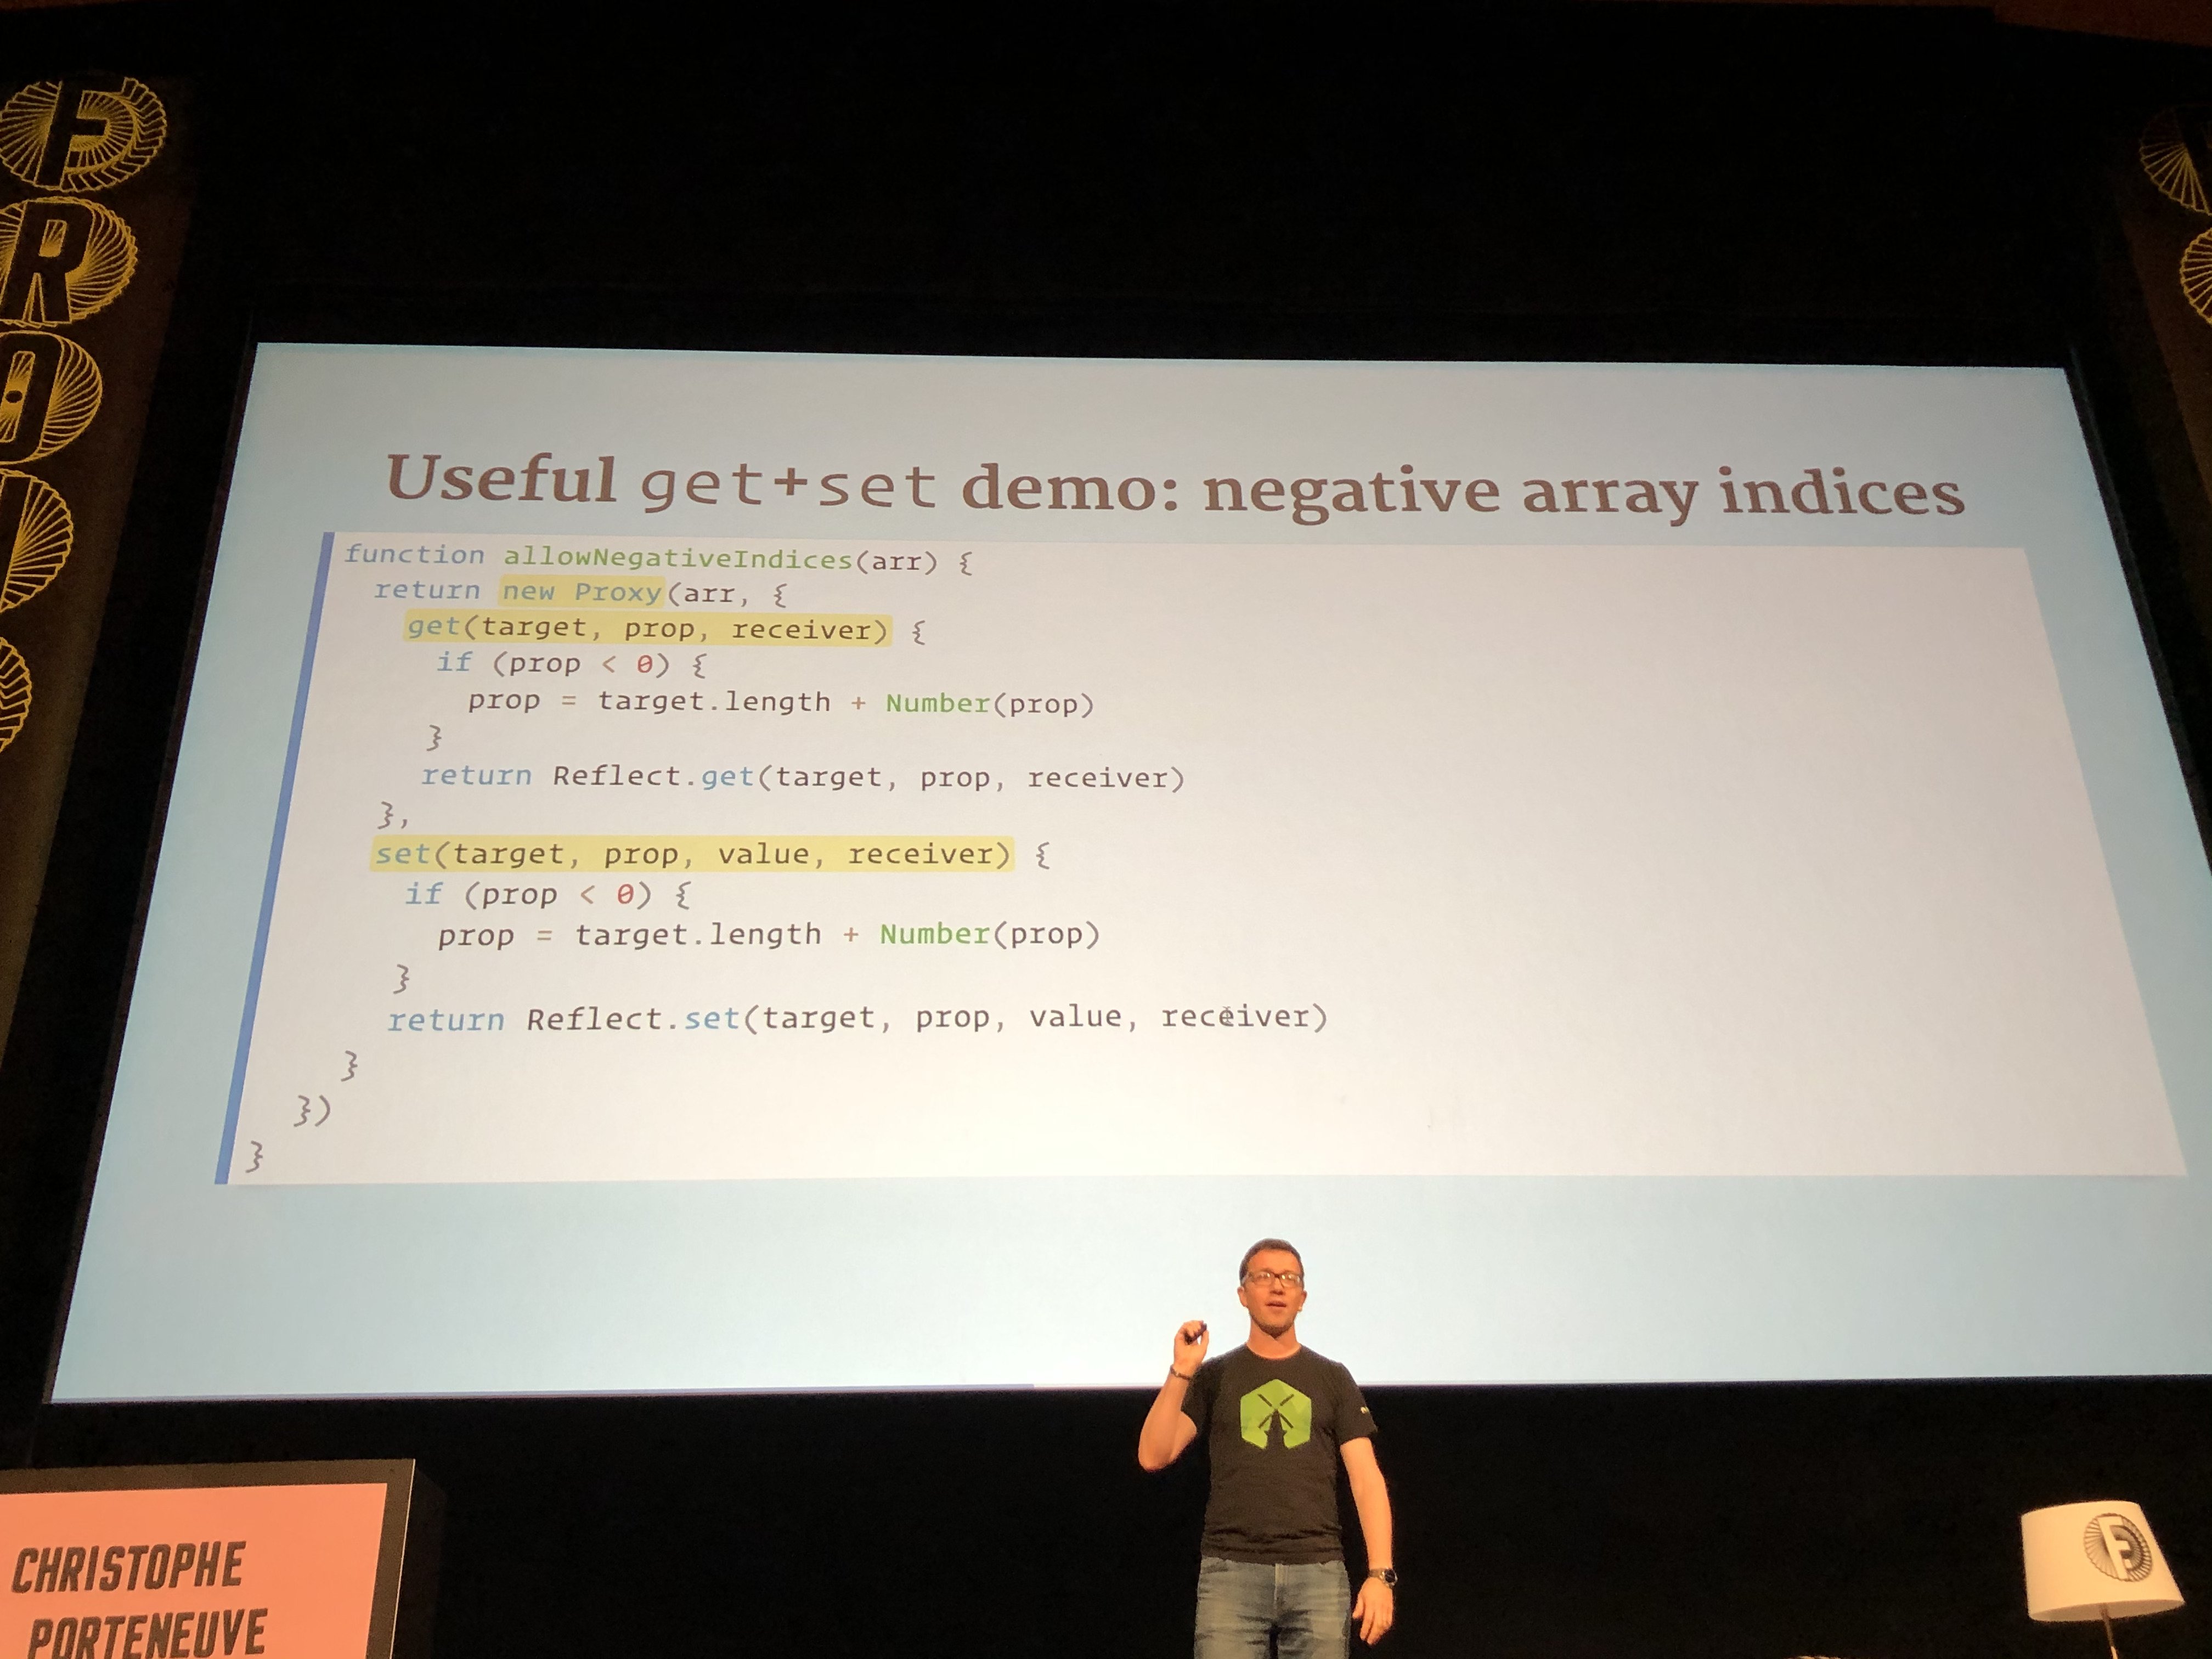 F
R
O
Useful get+set demo: negative array indices
function allowNegativeIndices(arr) {
return new Proxy(arr, {
get(target, prop, receiver) {
if (prop < 0) {
prop = target.length + Number(prop)
}
return Reflect.get(target, prop, receiver)
},
set(target, prop, value, receiver) {
if (prop < 0) {
prop = target.length + Number(prop)
}
return Reflect.set(target, prop, value, receiver)
}
})
}
CHRISTOPHE
PORTENEUVE
F